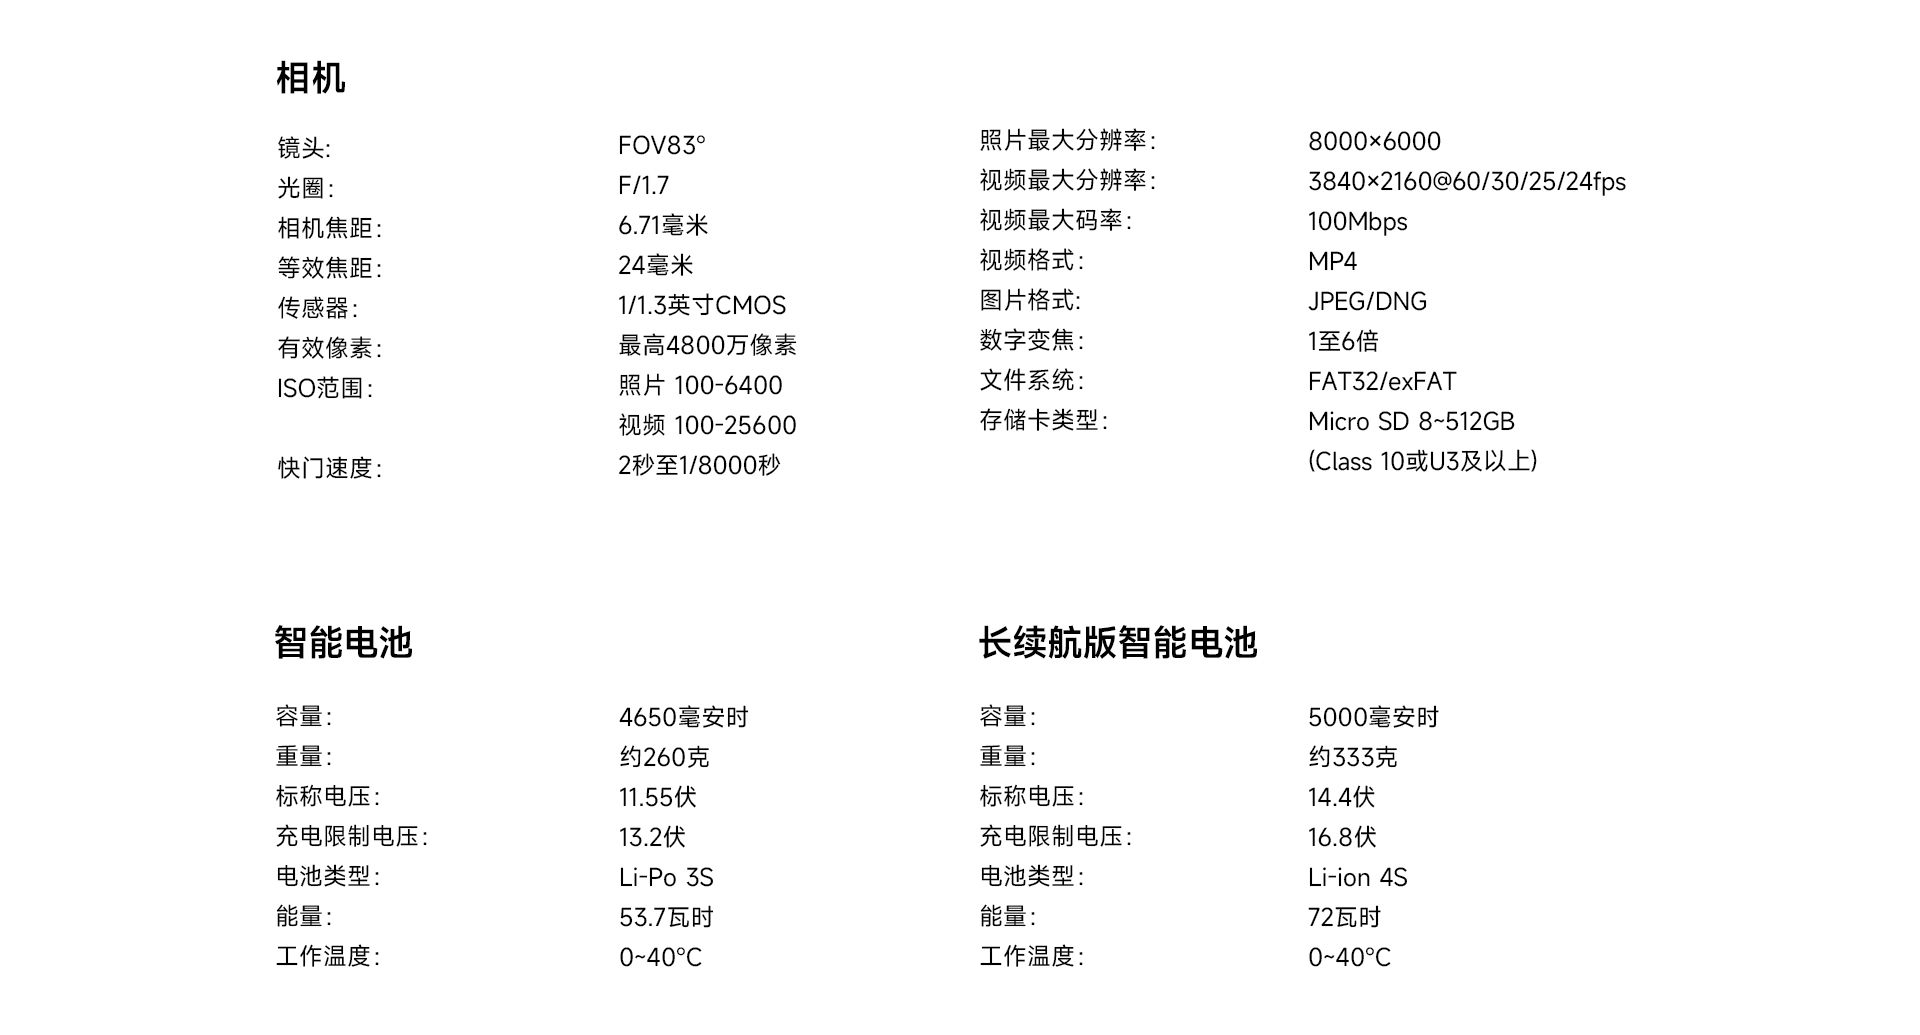 相机
镜头: FOV83°
光圈: F/1.7
相机焦距: 6.71毫米
等效焦距: 24毫米
传感器: 1/1.3英寸CMOS
有效像素: 最高4800万像素
ISO范围: 照片 100-6400
视频 100-25600
快门速度: 2秒至1/8000秒
照片最大分辨率: 8000×6000
视频最大分辨率: 3840×2160@60/30/25/24fps
视频最大码率: 100Mbps
视频格式: MP4
图片格式: JPEG/DNG
数字变焦: 1至6倍
文件系统: FAT32/exFAT
存储卡类型: Micro SD 8~512GB
(Class 10或U3及以上)
智能电池
容量: 4650毫安时
重量: 约260克
标称电压: 11.55伏
充电限制电压: 13.2伏
电池类型: Li-Po 3S
能量: 53.7瓦时
工作温度: 0~40°C
长续航版智能电池
容量: 5000毫安时
重量: 约333克
标称电压: 14.4伏
充电限制电压: 16.8伏
电池类型: Li-ion 4S
能量: 72瓦时
工作温度: 0~40°C